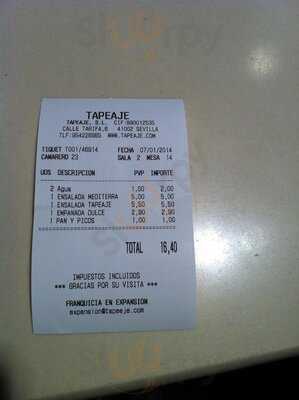 TAPEAJE
TAPEAJE, S.L. CIF:B90012535
CALLE TARIFA,6 41002 SEVILLA
TLF:954226985 WWW.TAPEAJE.COM
TIQUET T001/46914 FECHA 07/01/2014
CAMARERO 23 SALA 2 MESA 14
UDS DESCRIPCION PVP IMPORTE
2 Agua 1,00 2,00
1 ENSALADA MEDITERRA 5,00 5,00
1 ENSALADA TAPEAJE 5,50 5,50
1 EMPANADA DULCE 2,90 2,90
1 PAN Y PICOS 1,00 1,00
TOTAL 16,40
IMPUESTOS INCLUIDOS
*** GRACIAS POR SU VISITA ***
FRANQUICIA EN EXPANSION
expansion@tapeaje.com